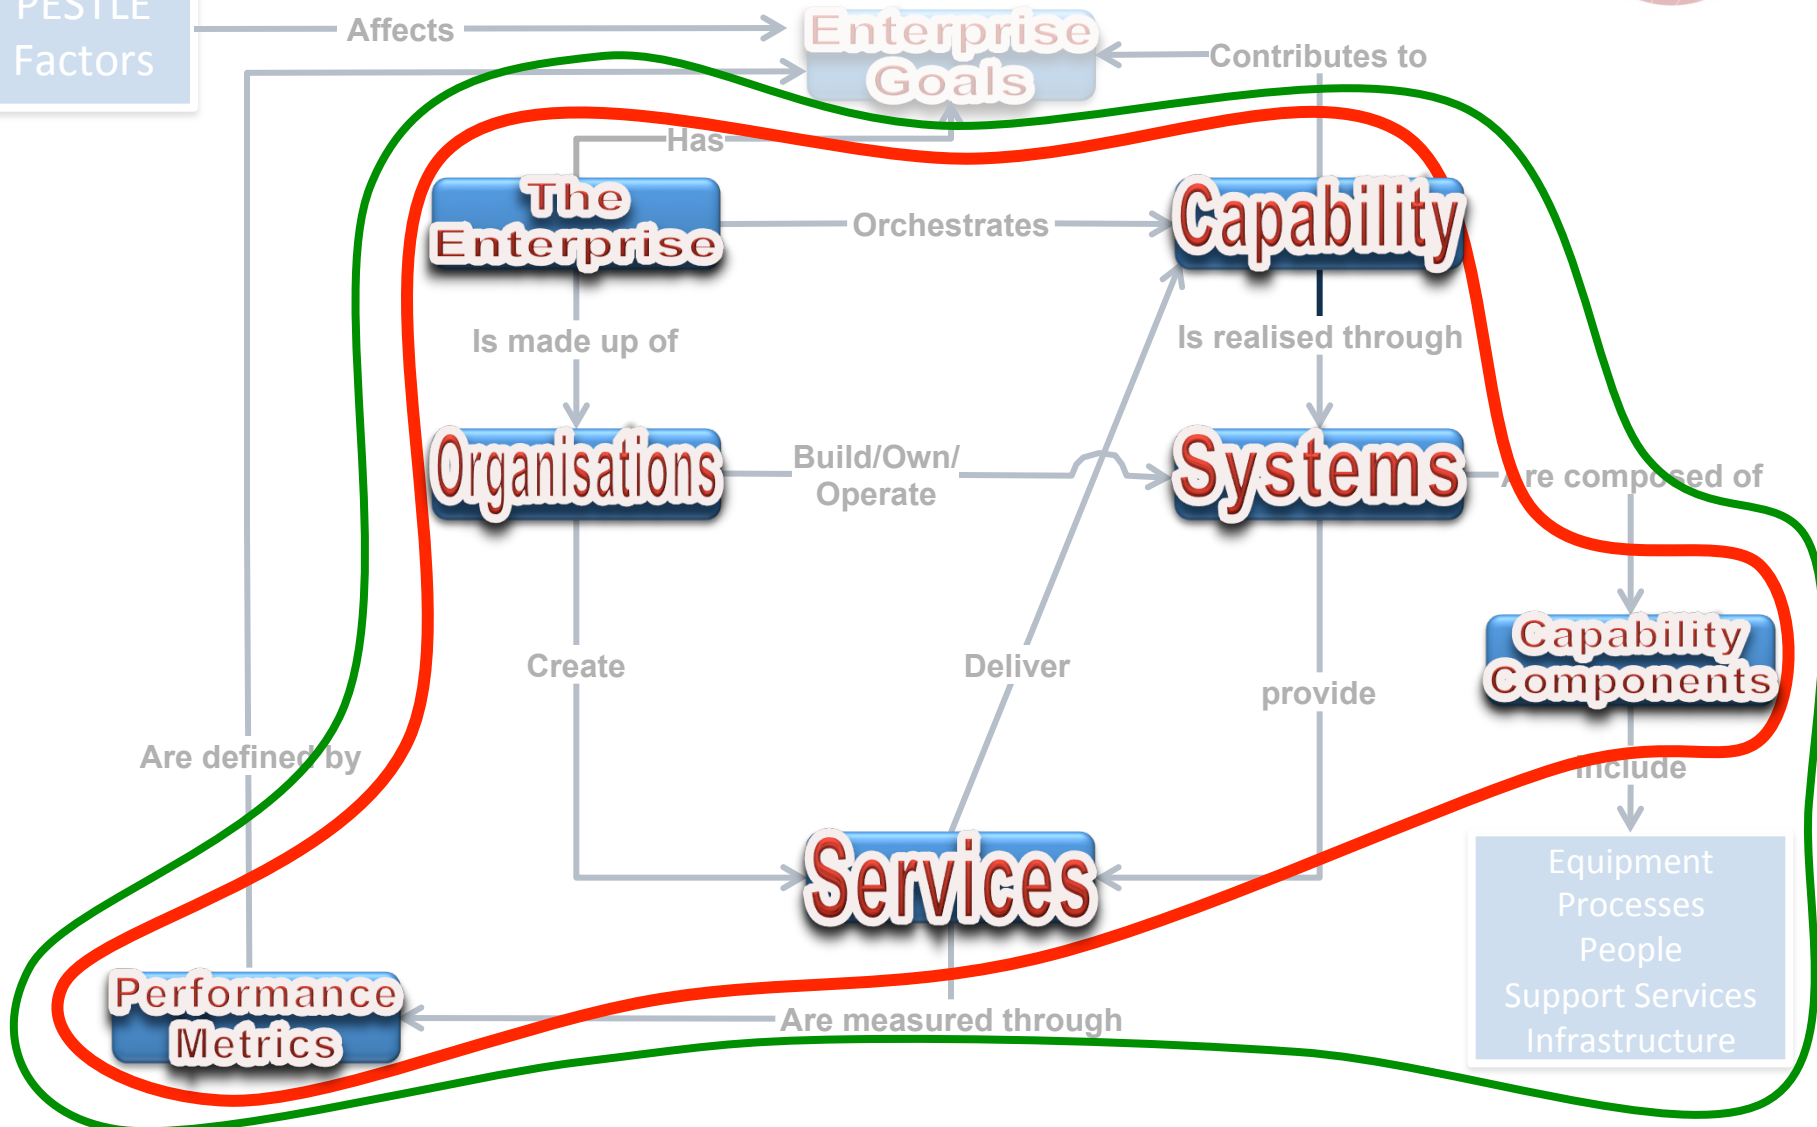 PESTLE
Factors
Affects
Enterprise
Goals
Contributes to
Has
The
Enterprise
Orchestrates
Capability
Is made up of
Is realised through
Organisations
Build/Own/
Operate
Systems
Are composed of
Capability
Components
Create
Deliver
provide
Are defined by
include
Services
Equipment
Processes
People
Support Services
Infrastructure
Performance
Metrics
Are measured through